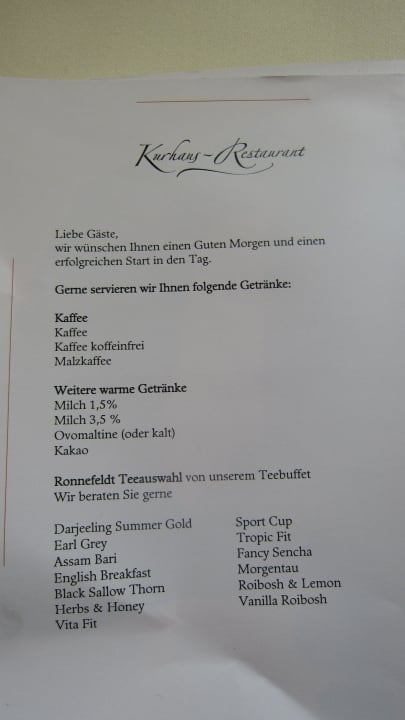 Kurhaus – Restaurant
Liebe Gäste,
wir wünschen Ihnen einen Guten Morgen und einen
erfolgreichen Start in den Tag.
Gerne servieren wir Ihnen folgende Getränke:
Kaffee
Kaffee
Kaffee koffeinfrei
Malzkaffee
Weitere warme Getränke
Milch 1,5%
Milch 3,5 %
Ovomaltine (oder kalt)
Kakao
Ronnefeldt Teeauswahl von unserem Teebuffet
Wir beraten Sie gerne
Darjeeling Summer Gold
Earl Grey
Assam Bari
English Breakfast
Black Sallow Thorn
Herbs & Honey
Vita Fit
Sport Cup
Tropic Fit
Fancy Sencha
Morgentau
Roibosh & Lemon
Vanilla Roibosh